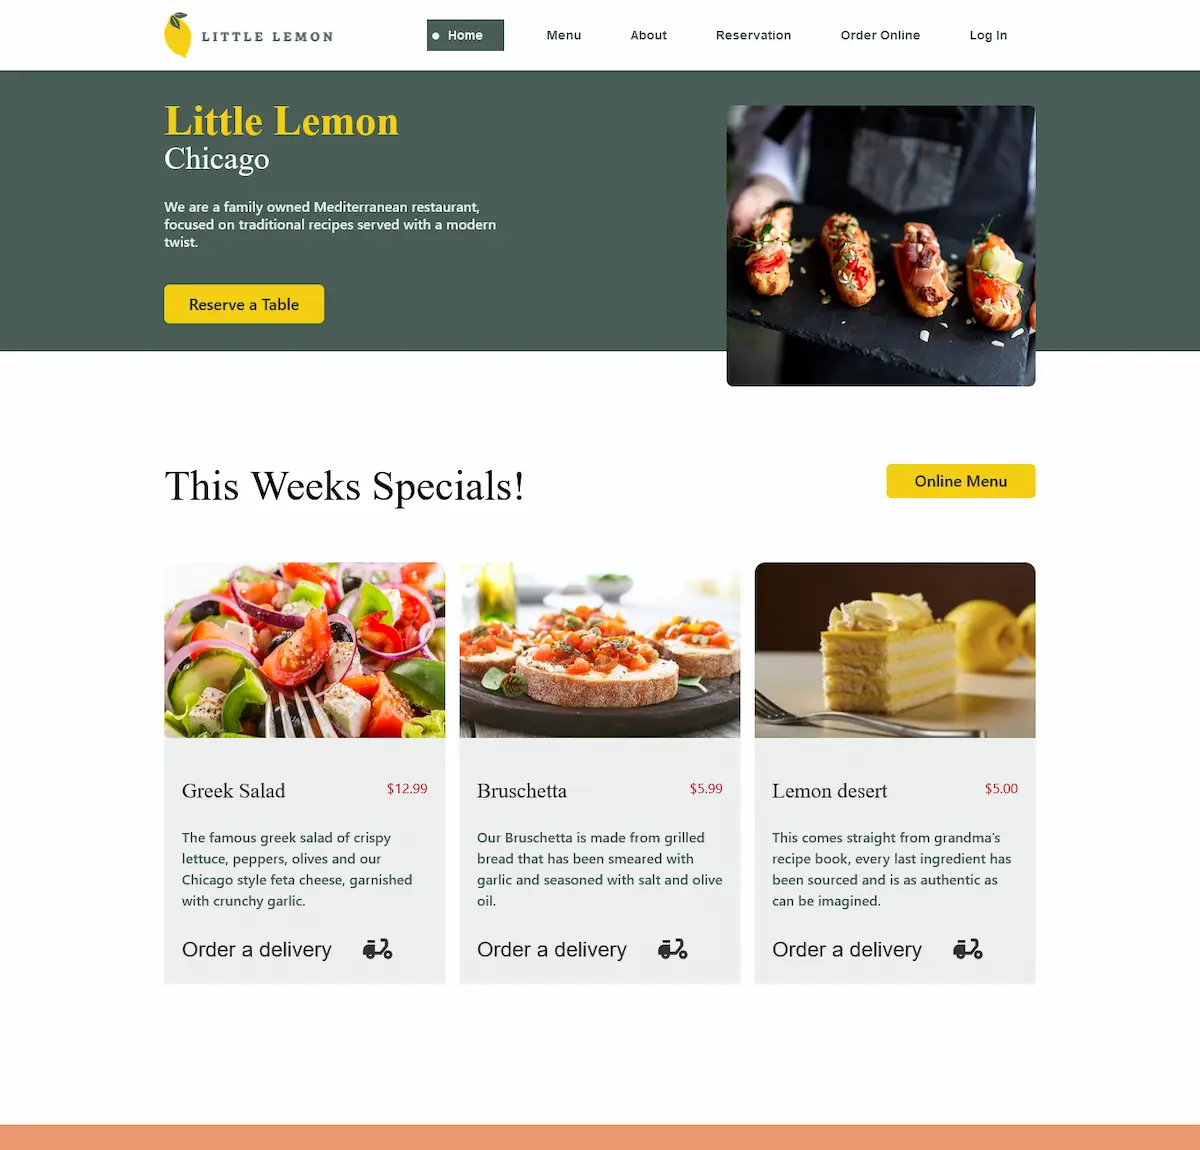 LITTLE LEMON
Home
Menu
About
Reservation
Order Online
Log In
Little Lemon
Chicago
We are a family owned Mediterranean restaurant,
focused on traditional recipes served with a modern
twist.
Reserve a Table
This Weeks Specials!
Online Menu
Greek Salad
$12.99
The famous greek salad of crispy
lettuce, peppers, olives and our
Chicago style feta cheese, garnished
with crunchy garlic.
Order a delivery
Bruschetta
$5.99
Our Bruschetta is made from grilled
bread that has been smeared with
garlic and seasoned with salt and olive
oil.
Order a delivery
Lemon desert
$5.00
This comes straight from grandma’s
recipe book, every last ingredient has
been sourced and is as authentic as
can be imagined.
Order a delivery